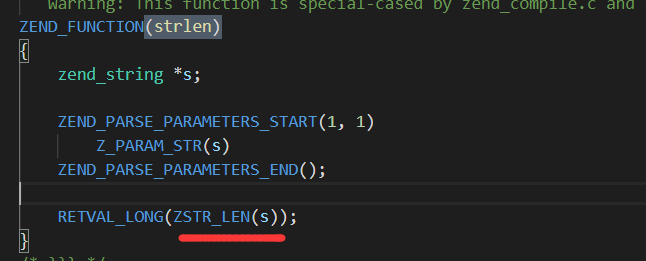 Warning: This function is special-cased by zend_compile.c and
ZEND_FUNCTION(strlen)
{
zend_string *s;
ZEND_PARSE_PARAMETERS_START(1, 1)
Z_PARAM_STR(s)
ZEND_PARSE_PARAMETERS_END();
RETVAL_LONG(ZSTR_LEN(s));
}
/* }}} */